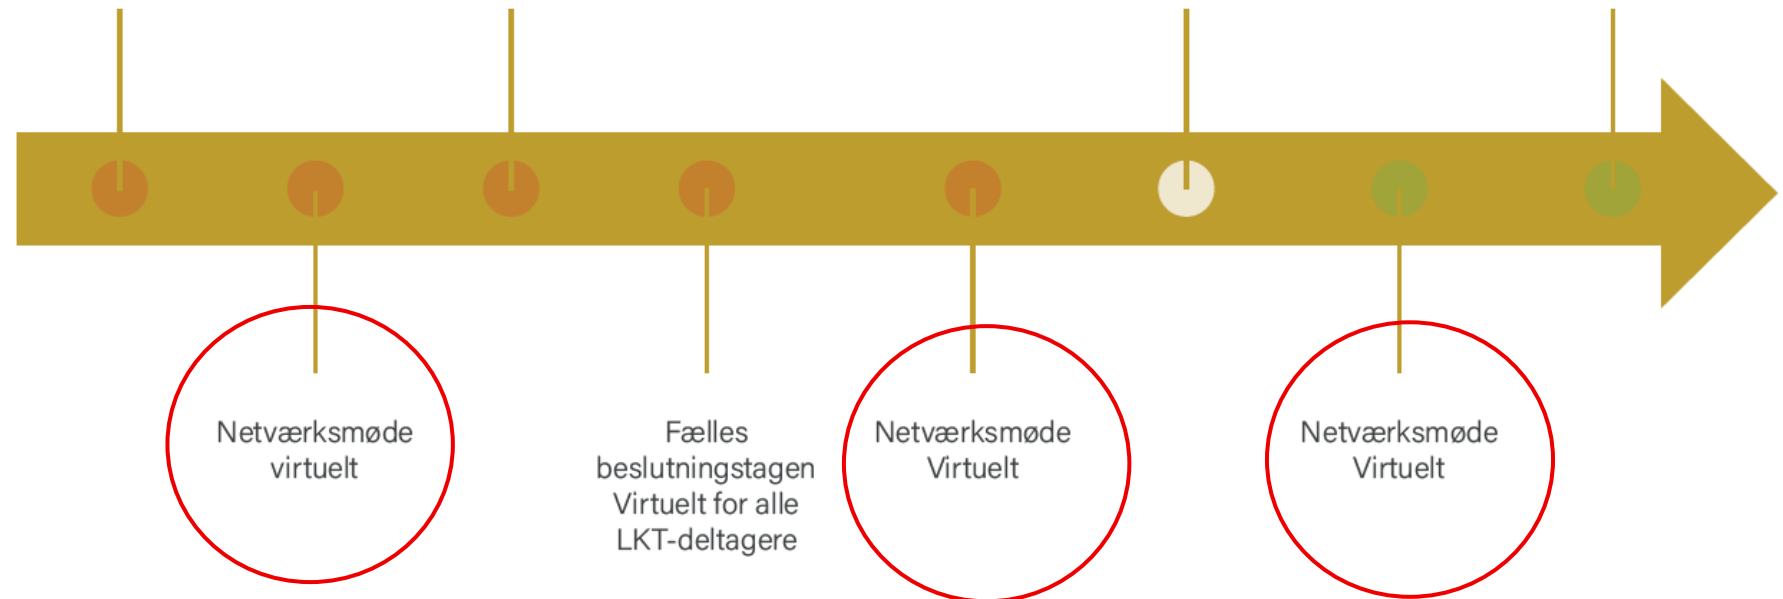 Netværksmøde
virtuelt
Fælles
beslutningstagen
Virtuelt for alle
LKT-deltagere
Netværksmøde
Virtuelt
Netværksmøde
Virtuelt